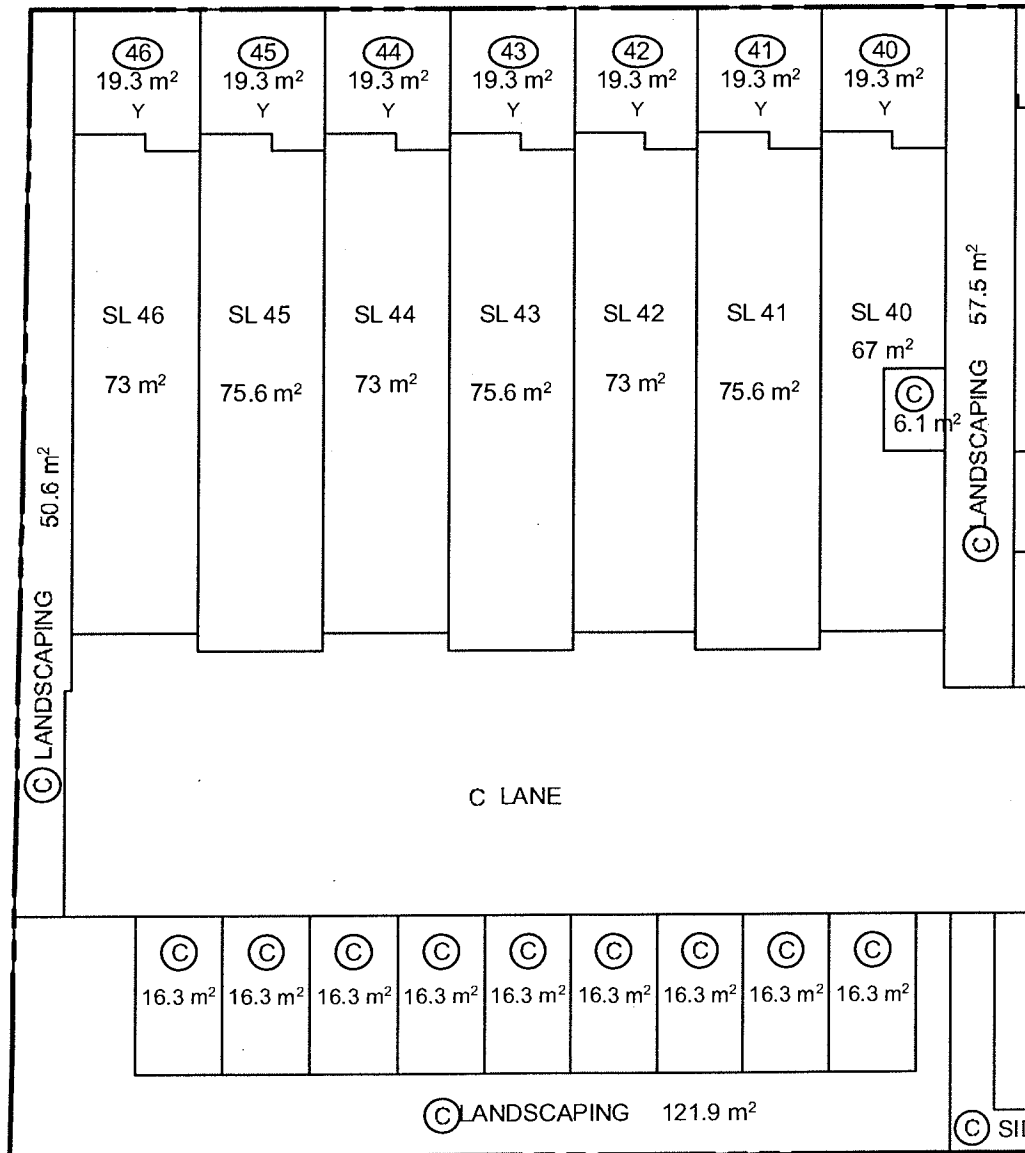 46 45 44 43 42 41 40
19.3 m² 19.3 m² 19.3 m² 19.3 m² 19.3 m² 19.3 m² 19.3 m²
Y Y Y Y Y Y Y
SL 46 SL 45 SL 44 SL 43 SL 42 SL 41 SL 40
67 m²
73 m² 75.6 m² 73 m² 75.6 m² 73 m² 75.6 m²
C
6.1 m²
C LANDSCAPING 57.5 m²
C LANDSCAPING 50.6 m²
C LANE
C C C C C C C C C
16.3 m² 16.3 m² 16.3 m² 16.3 m² 16.3 m² 16.3 m² 16.3 m² 16.3 m² 16.3 m²
C LANDSCAPING 121.9 m²
C